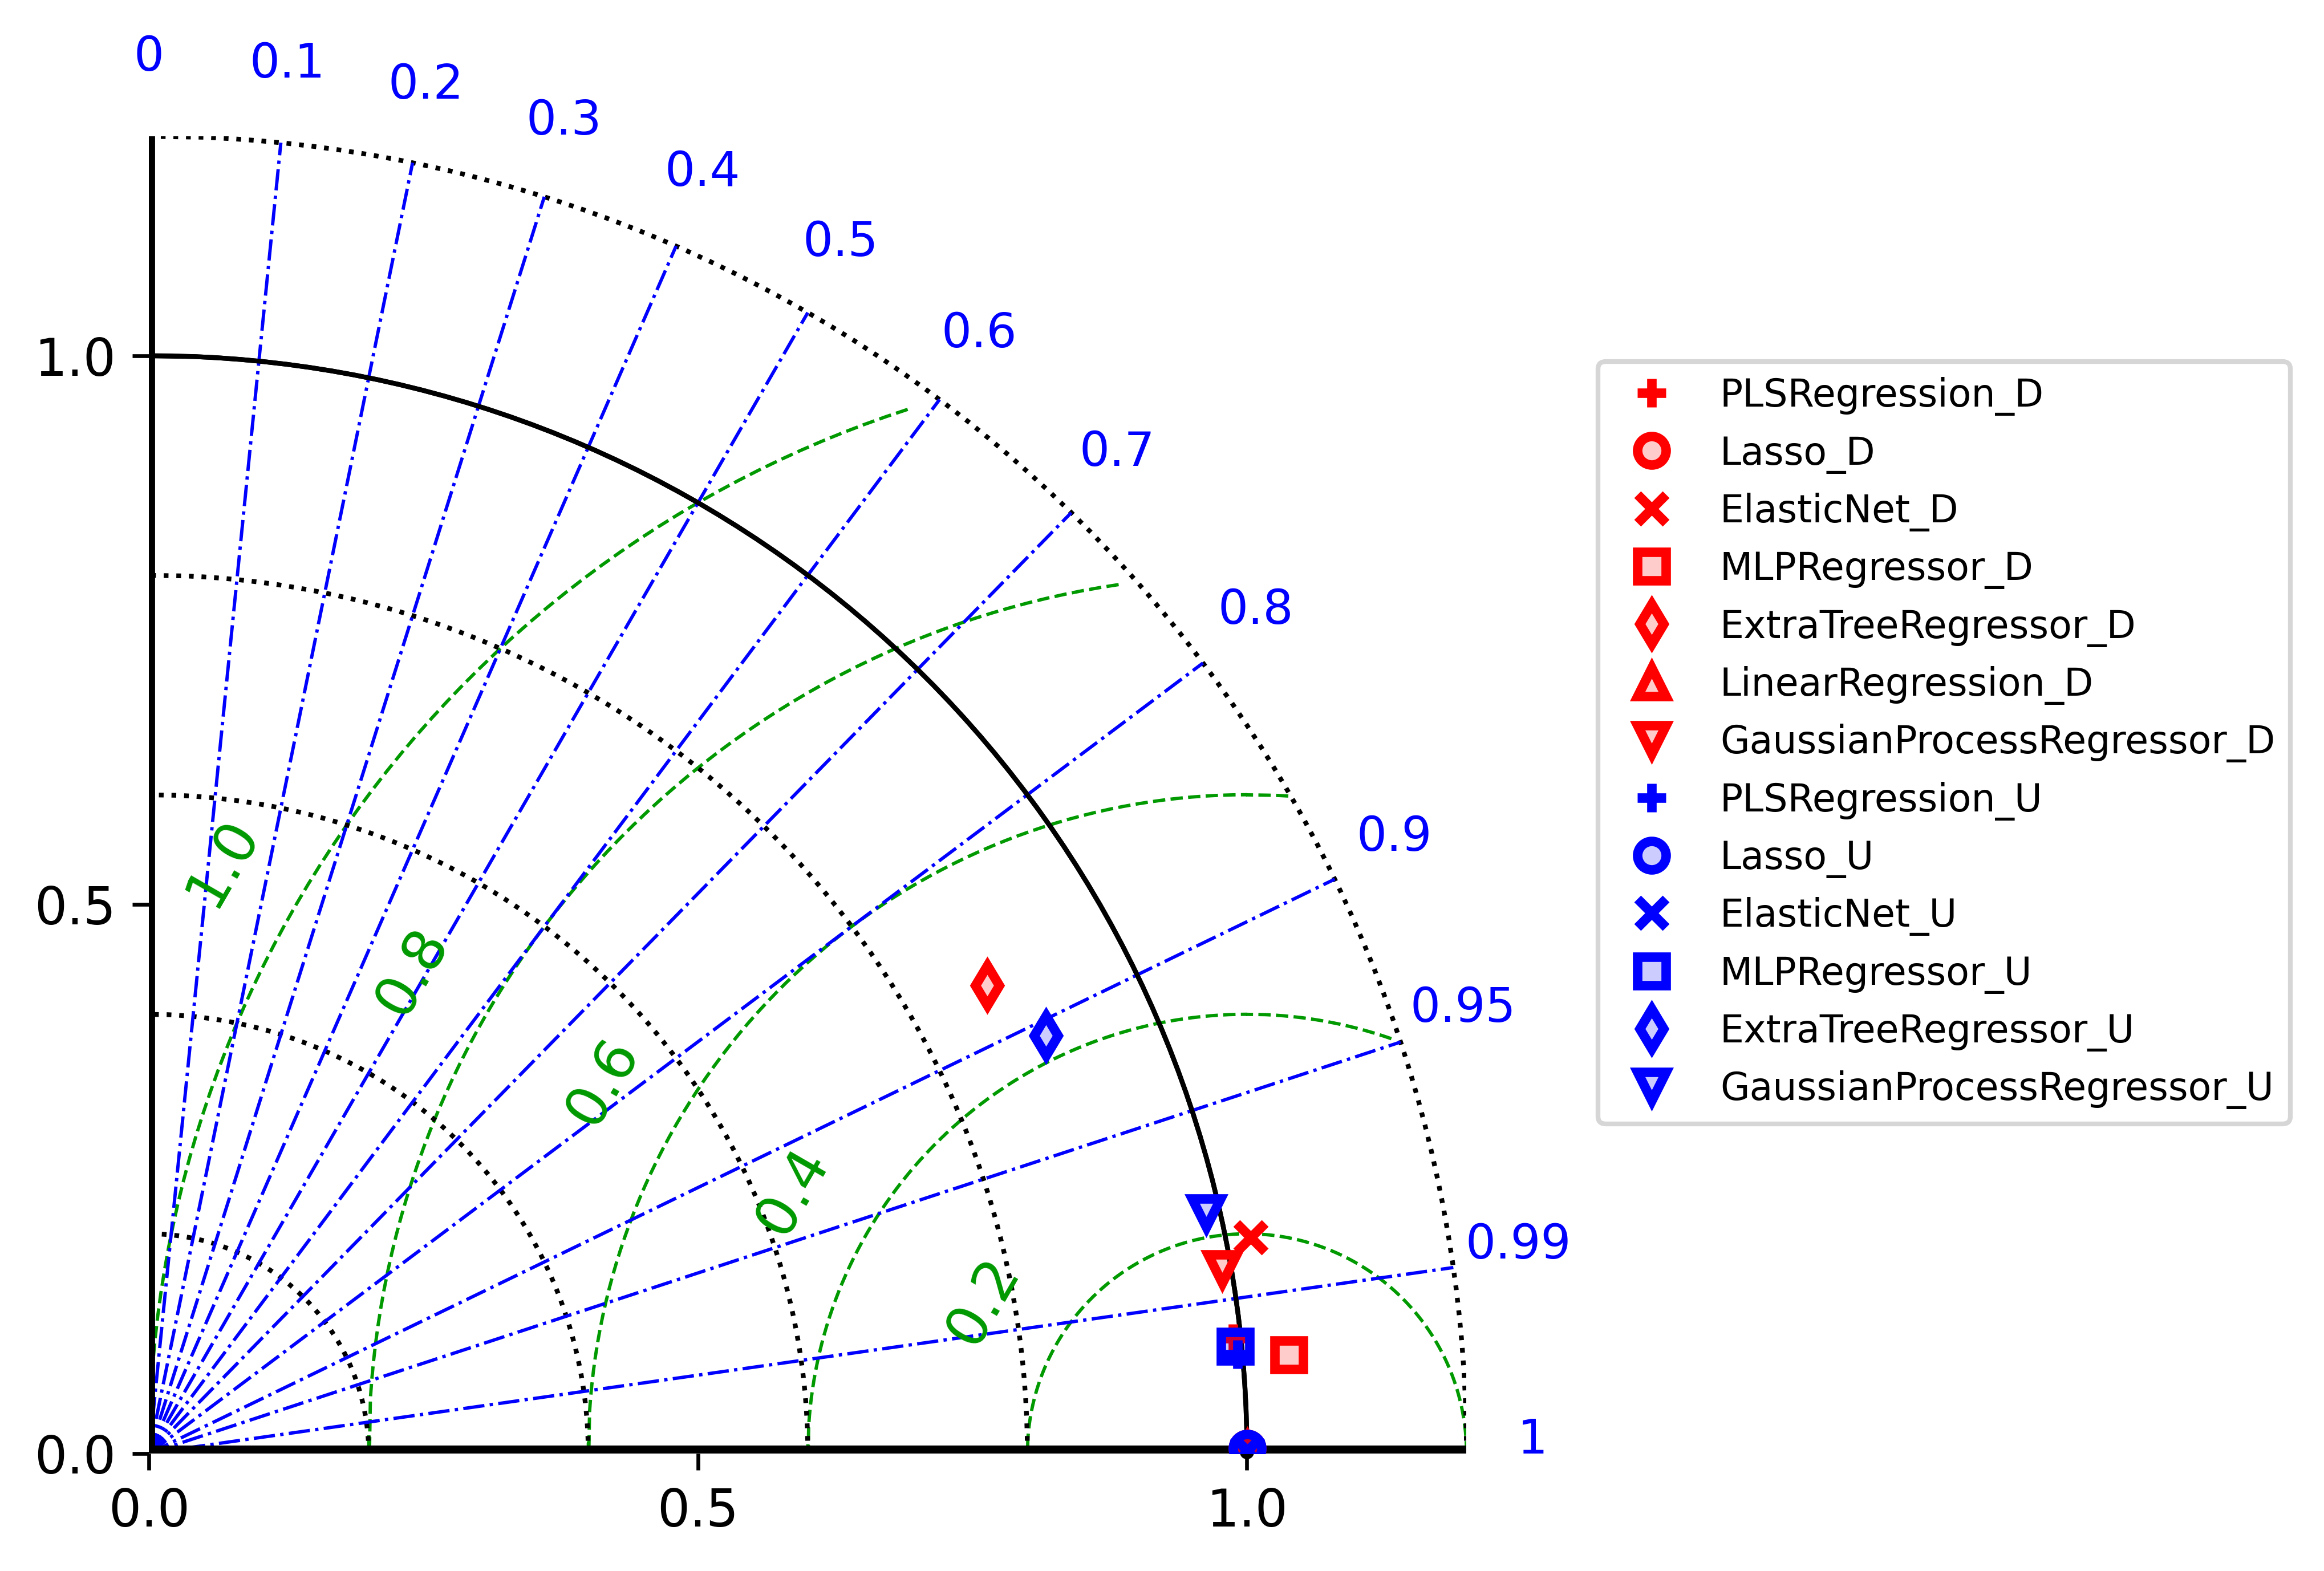 0
0.1
0.2
0.3
0.4
0.5
0.6
0.7
0.8
0.9
0.95
0.99
1
1.0
0.5
0.0
0.0
0.5
1.0
1.0
0.8
0.6
0.4
0.2
PLSRegression_D
Lasso_D
ElasticNet_D
MLPRegressor_D
ExtraTreeRegressor_D
LinearRegression_D
GaussianProcessRegressor_D
PLSRegression_U
Lasso_U
ElasticNet_U
MLPRegressor_U
ExtraTreeRegressor_U
GaussianProcessRegressor_U